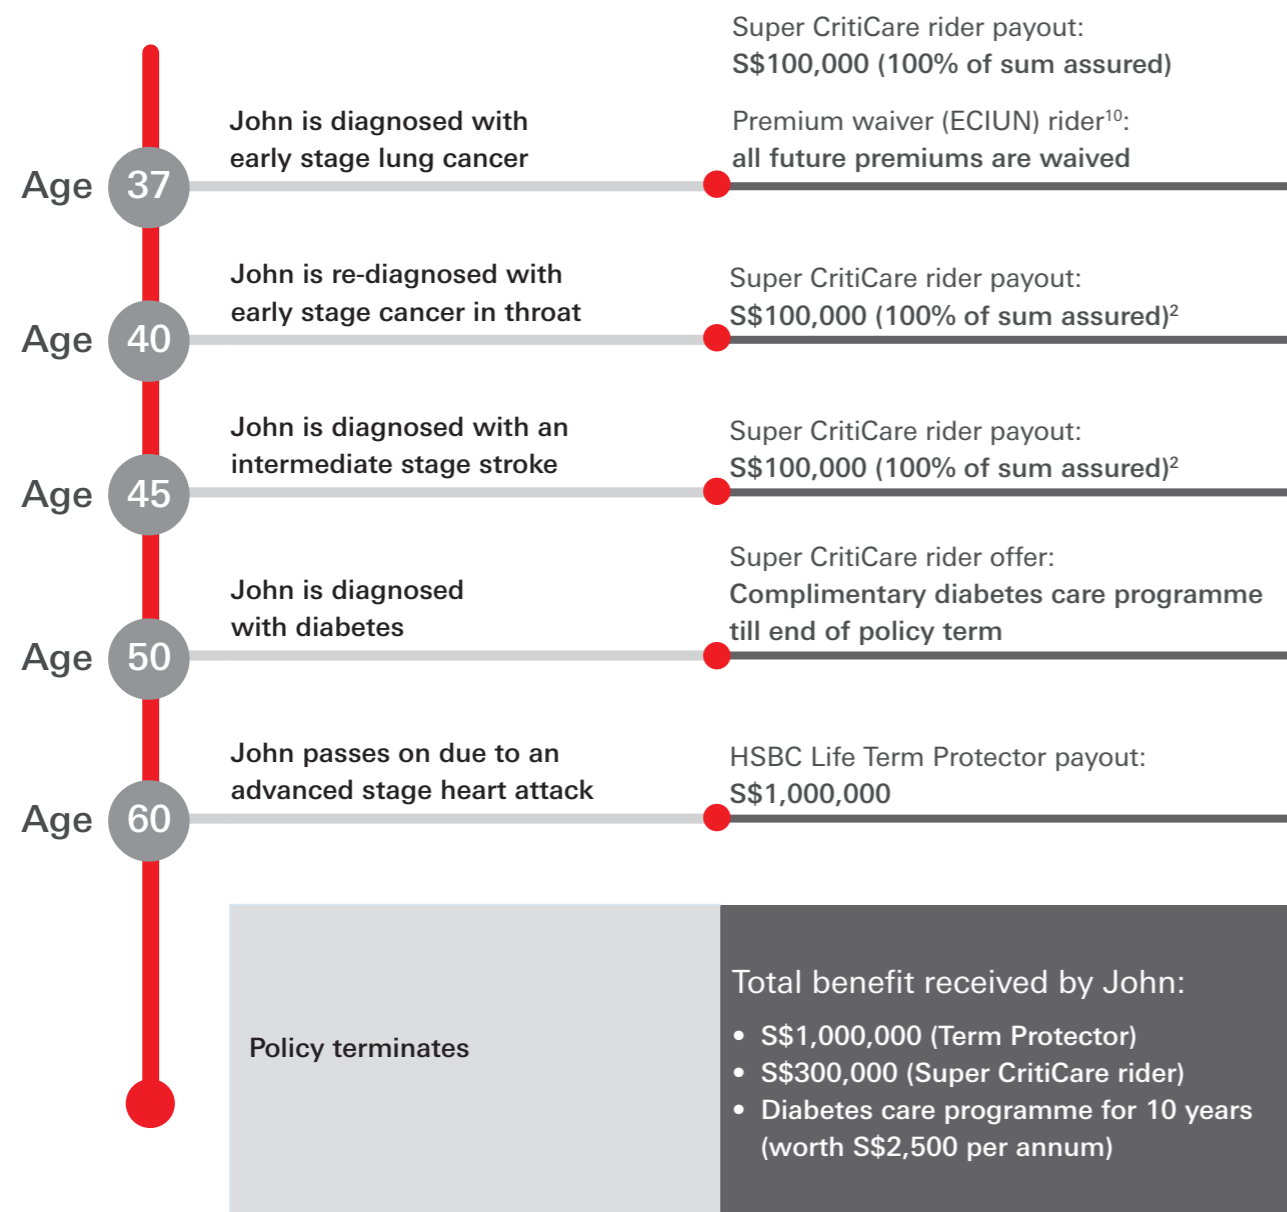 Super CritiCare rider payout:
S$100,000 (100% of sum assured)
John is diagnosed with
early stage lung cancer
Premium waiver (ECIUN) rider¹⁰:
all future premiums are waived
Age 37
John is re-diagnosed with
early stage cancer in throat
Super CritiCare rider payout:
S$100,000 (100% of sum assured)²
Age 40
John is diagnosed with an
intermediate stage stroke
Super CritiCare rider payout:
S$100,000 (100% of sum assured)²
Age 45
John is diagnosed
with diabetes
Super CritiCare rider offer:
Complimentary diabetes care programme
till end of policy term
Age 50
John passes on due to an
advanced stage heart attack
HSBC Life Term Protector payout:
S$1,000,000
Age 60
Policy terminates
Total benefit received by John:
• S$1,000,000 (Term Protector)
• S$300,000 (Super CritiCare rider)
• Diabetes care programme for 10 years
(worth S$2,500 per annum)